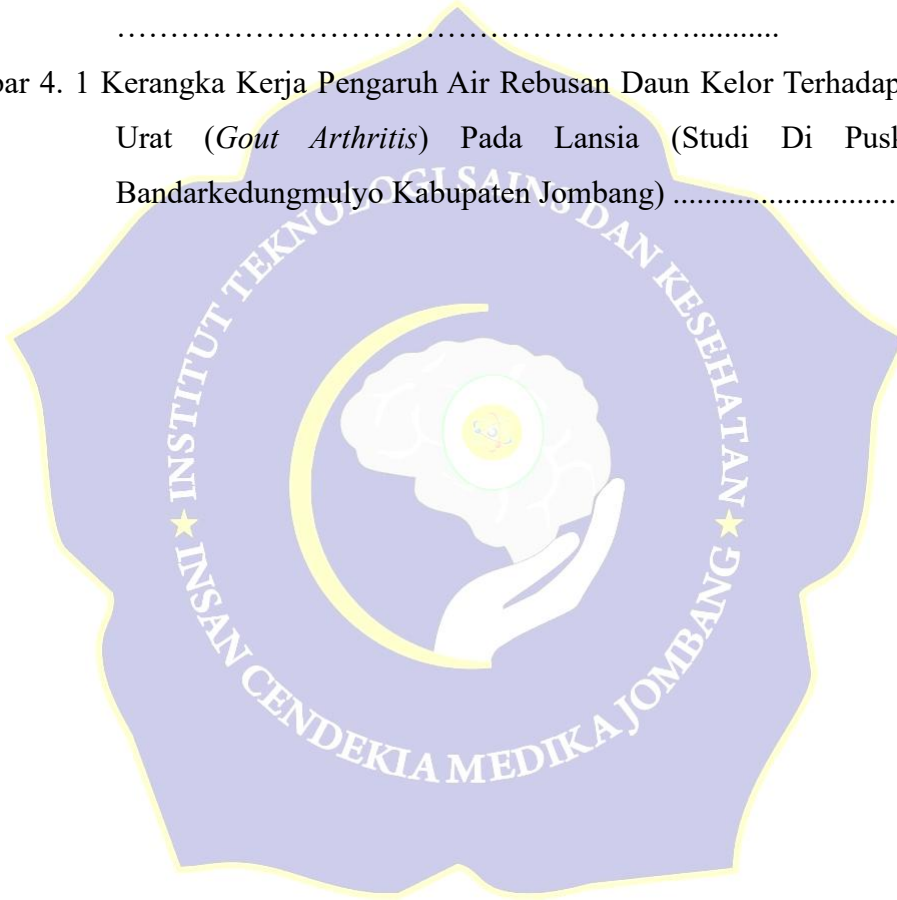 ……………………………………………………...........
bar 4. 1 Kerangka Kerja Pengaruh Air Rebusan Daun Kelor Terhadap
Urat (Gout Arthritis) Pada Lansia (Studi Di Pusk
Bandarkedungmulyo Kabupaten Jombang) ...........................
INSTITUT TEKNOLOGI SAINS DAN KESEHATAN
INSAN CENDEKIA MEDIKA JOMBANG